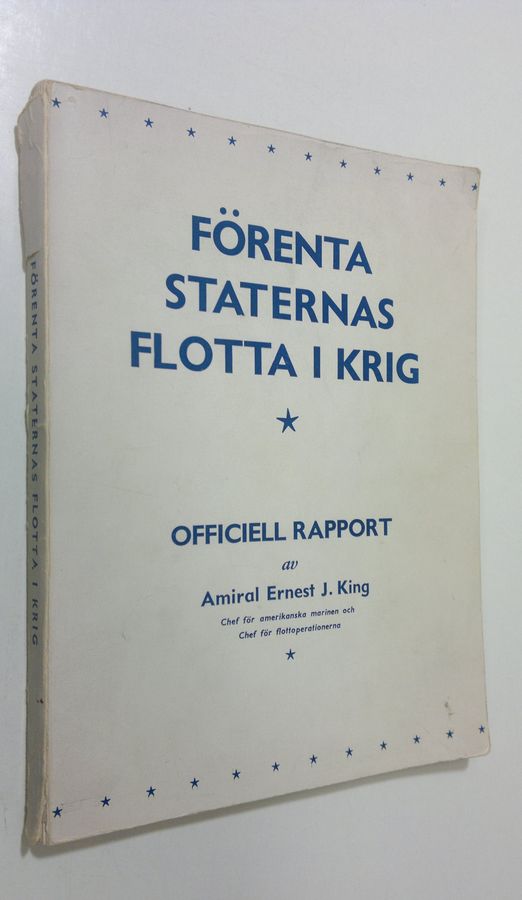 FÖRENTA
STATERNAS
FLOTTA I KRIG
OFFICIELL RAPPORT
av
Amiral Ernest J. King
Chef för amerikanska marinen och
Chef för flottoperationerna
FÖRENTA STATERNAS FLOTTA I KRIG